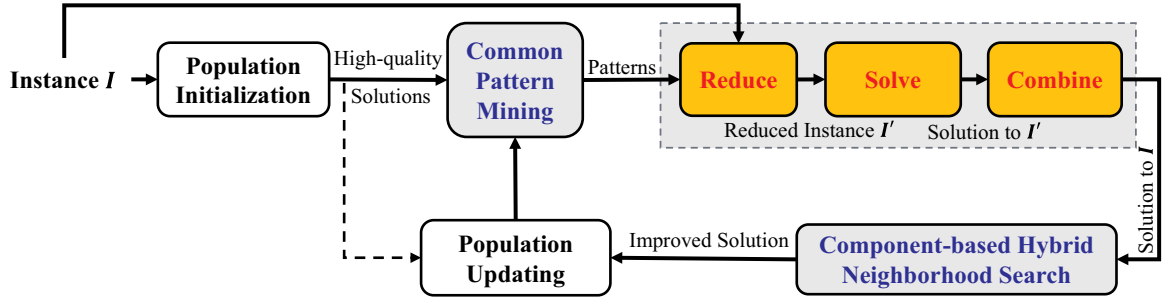 Instance I
Population
Initialization
High-quality
Solutions
Common
Pattern
Mining
Patterns
Reduce
Solve
Combine
Reduced Instance I′
Solution to I′
Solution to I
Component-based Hybrid
Neighborhood Search
Improved Solution
Population
Updating